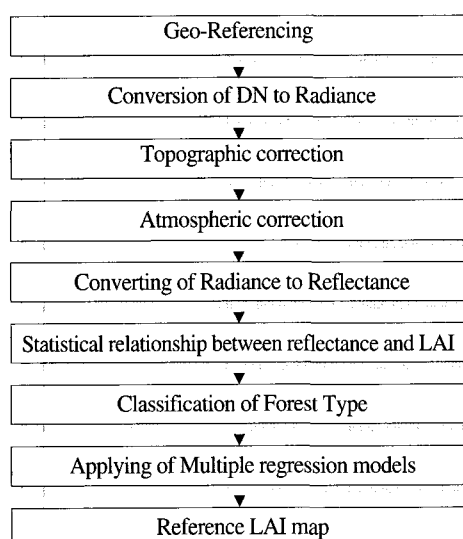 Geo-Referencing
Conversion of DN to Radiance
Topographic correction
Atmospheric correction
Converting of Radiance to Reflectance
Statistical relationship between reflectance and LAI
Classification of Forest Type
Applying of Multiple regression models
Reference LAI map